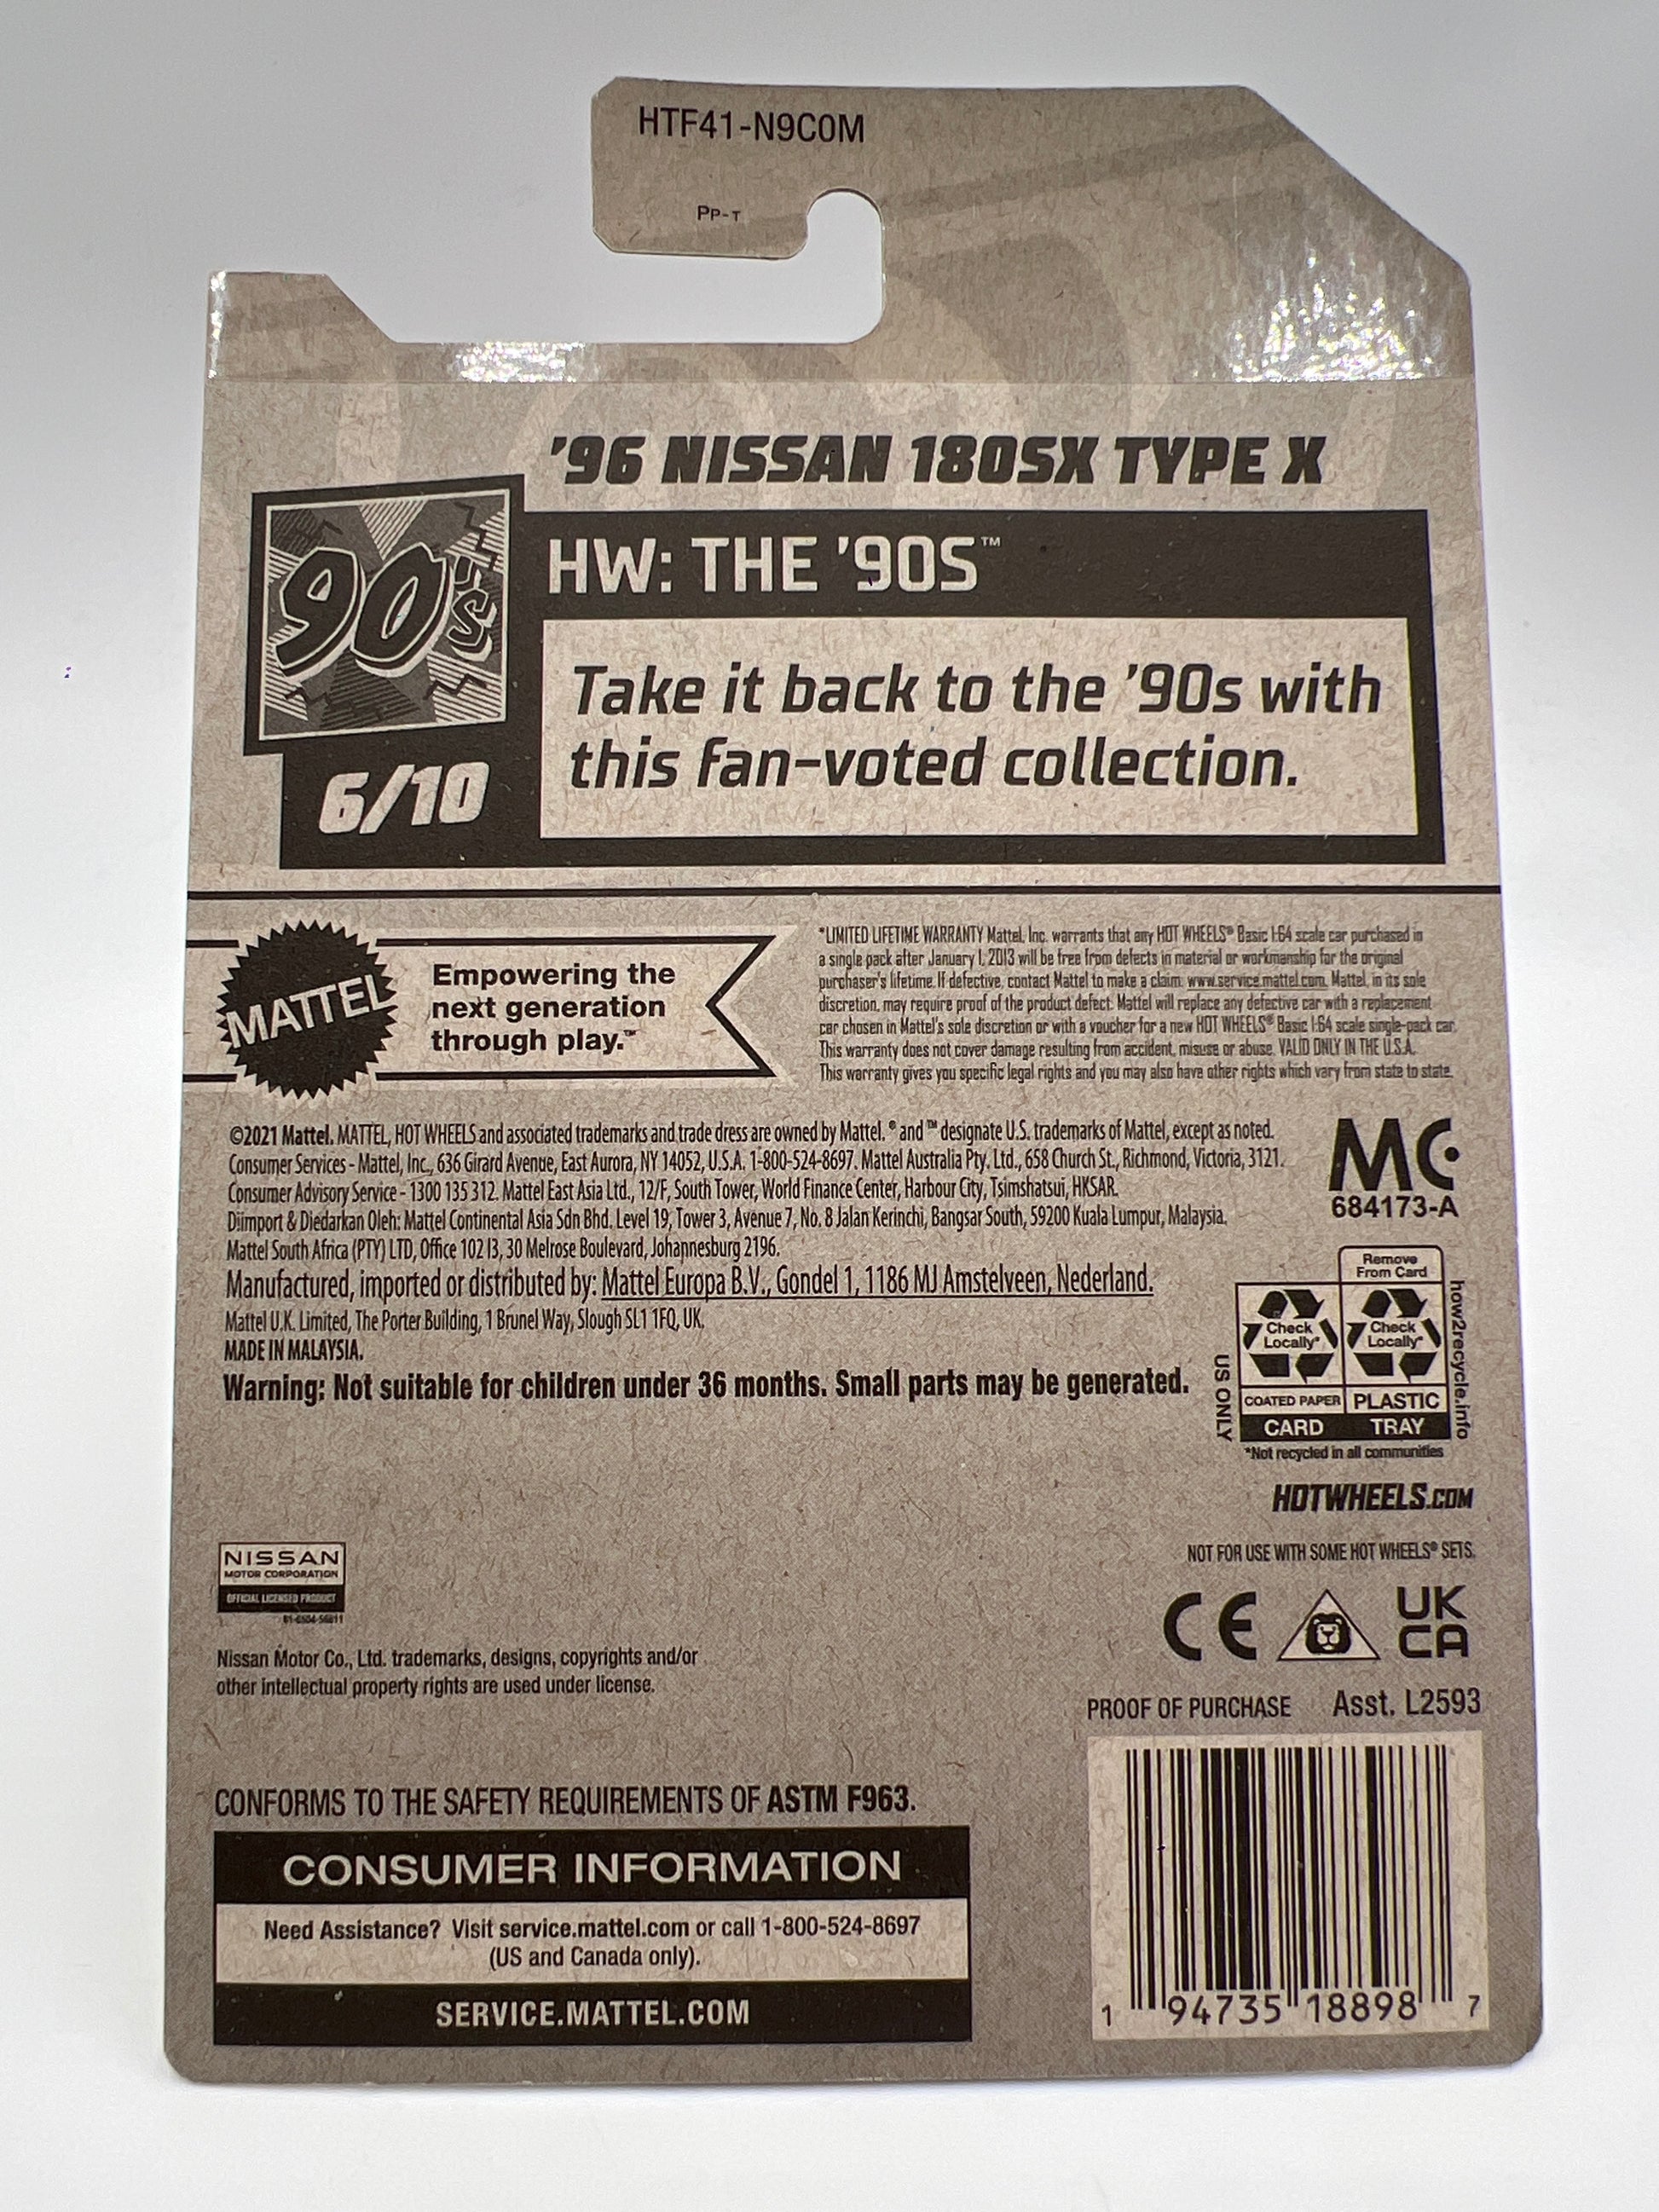 HTF41-N9C0M
PP-T
'96 NISSAN 180SX TYPE X
90's
HW: THE '90S™
Take it back to the '90s with
this fan-voted collection.
6/10
MATTEL
Empowering the
next generation
through play.™
*LIMITED LIFETIME WARRANTY Mattel, Inc. warrants that any HOT WHEELS® Basic 1:64 scale car purchased in
a single pack after January 1, 2013 will be free from defects in material or workmanship for the original
purchaser's lifetime. If defective, contact Mattel to make a claim: www.service.mattel.com. Mattel, in its sole
discretion, may require proof of the product defect. Mattel will replace any defective car with a replacement
car chosen in Mattel's sole discretion or with a voucher for a new HOT WHEELS® Basic 1:64 scale single-pack car.
This warranty does not cover damage resulting from accident, misuse or abuse. VALID ONLY IN THE U.S.A.
This warranty gives you specific legal rights and you may also have other rights which vary from state to state.
©2021 Mattel. MATTEL, HOT WHEELS and associated trademarks and trade dress are owned by Mattel. ® and ™ designate U.S. trademarks of Mattel, except as noted.
Consumer Services - Mattel, Inc., 636 Girard Avenue, East Aurora, NY 14052, U.S.A. 1-800-524-8697. Mattel Australia Pty. Ltd., 658 Church St., Richmond, Victoria, 3121.
Consumer Advisory Service - 1300 135 312. Mattel East Asia Ltd., 12/F, South Tower, World Finance Center, Harbour City, Tsimshatsui, HKSAR.
Diimport & Diedarkan Oleh: Mattel Continental Asia Sdn Bhd. Level 19, Tower 3, Avenue 7, No. 8 Jalan Kerinchi, Bangsar South, 59200 Kuala Lumpur, Malaysia.
Mattel South Africa (PTY) LTD, Office 102 I3, 30 Melrose Boulevard, Johannesburg 2196.
Manufactured, imported or distributed by: Mattel Europa B.V., Gondel 1, 1186 MJ Amstelveen, Nederland.
Mattel U.K. Limited, The Porter Building, 1 Brunel Way, Slough SL1 1FQ, UK.
MADE IN MALAYSIA.
Warning: Not suitable for children under 36 months. Small parts may be generated.
MC
684173-A
Remove
From Card
Check
Locally*
Check
Locally*
COATED PAPER
PLASTIC
CARD
TRAY
US ONLY
how2recycle.info
*Not recycled in all communities
HOTWHEELS.COM
NOT FOR USE WITH SOME HOT WHEELS® SETS.
NISSAN
MOTOR CORPORATION
OFFICIAL LICENSED PRODUCT
CE
UK
CA
Nissan Motor Co., Ltd. trademarks, designs, copyrights and/or
other intellectual property rights are used under license.
PROOF OF PURCHASE Asst. L2593
CONFORMS TO THE SAFETY REQUIREMENTS OF ASTM F963.
CONSUMER INFORMATION
Need Assistance? Visit service.mattel.com or call 1-800-524-8697
(US and Canada only).
SERVICE.MATTEL.COM
1 94735 18898 7